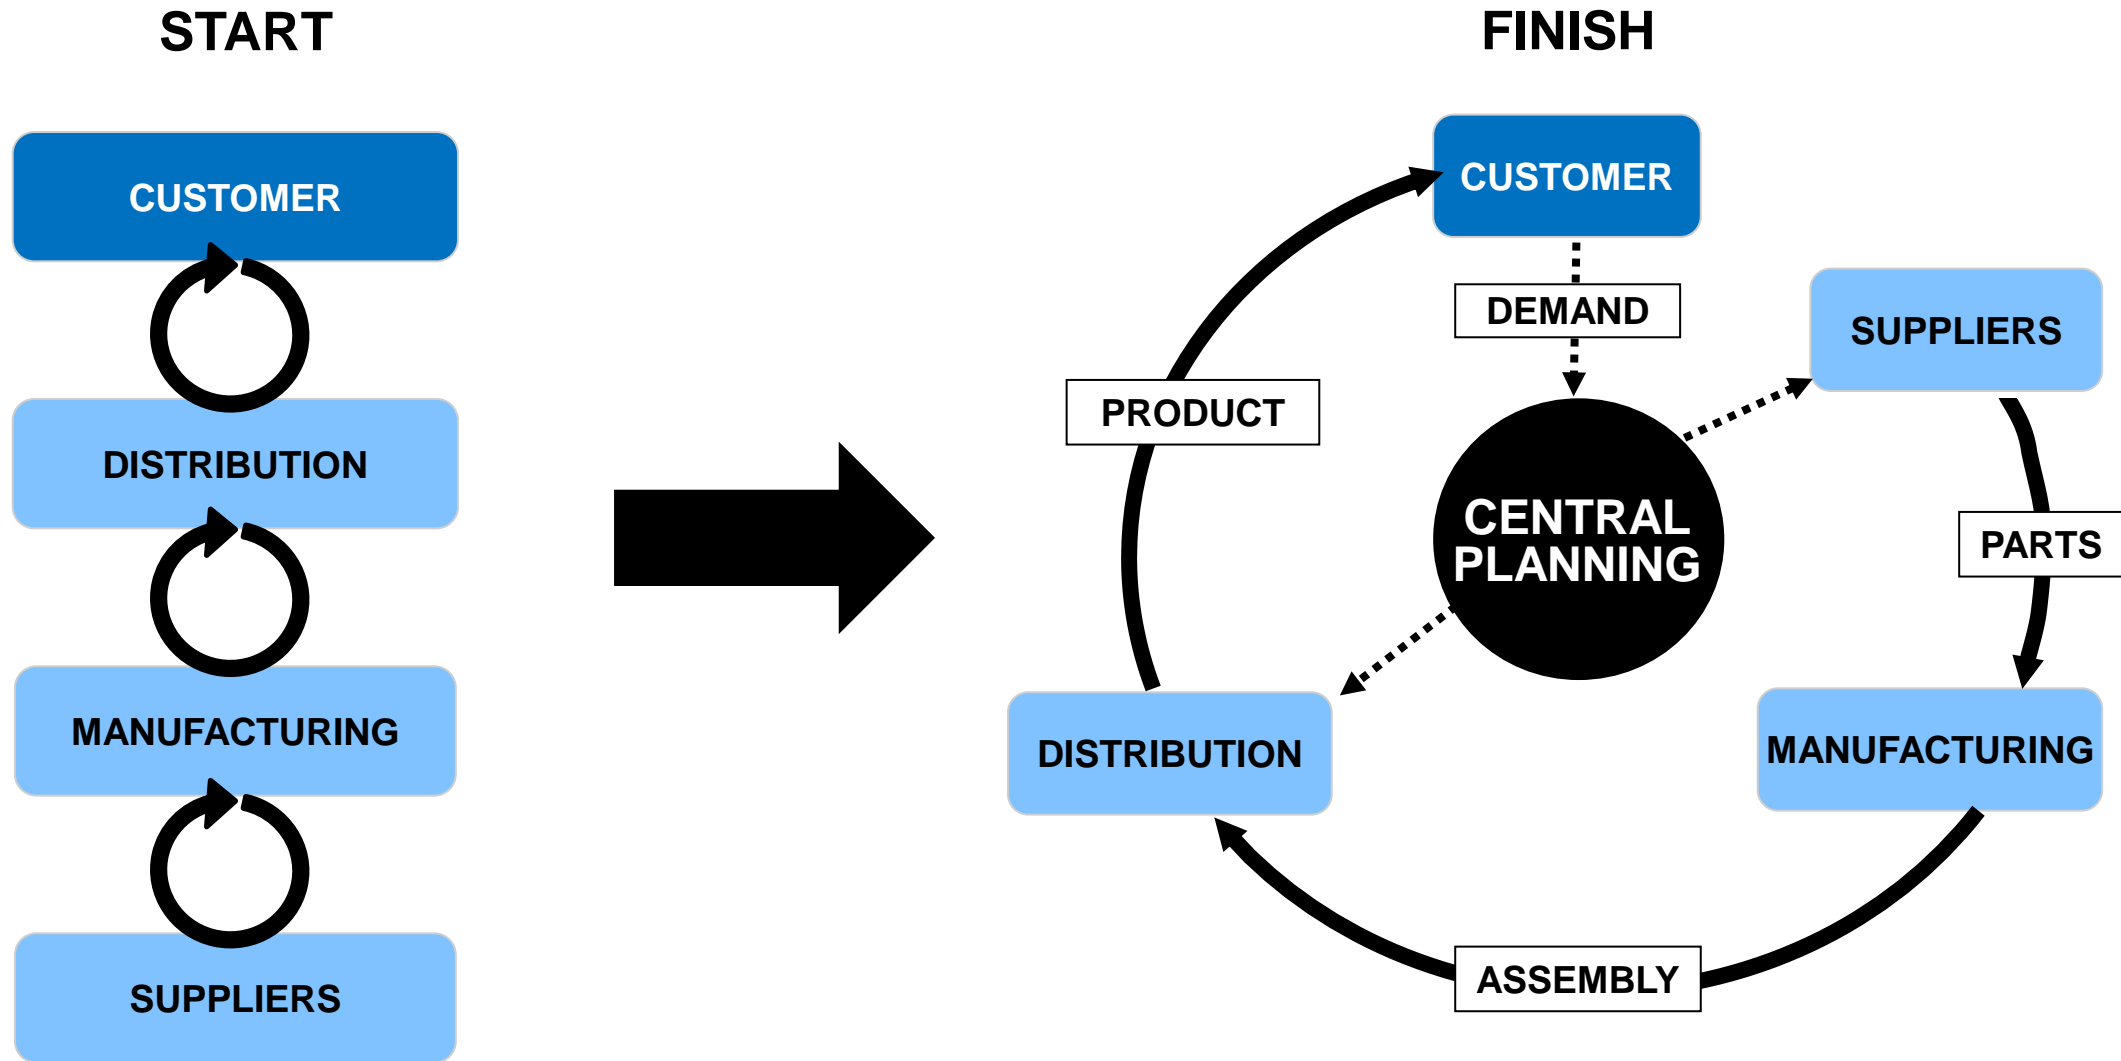 START
CUSTOMER
DISTRIBUTION
MANUFACTURING
SUPPLIERS
FINISH
CUSTOMER
DEMAND
SUPPLIERS
PRODUCT
CENTRAL
PLANNING
PARTS
DISTRIBUTION
MANUFACTURING
ASSEMBLY